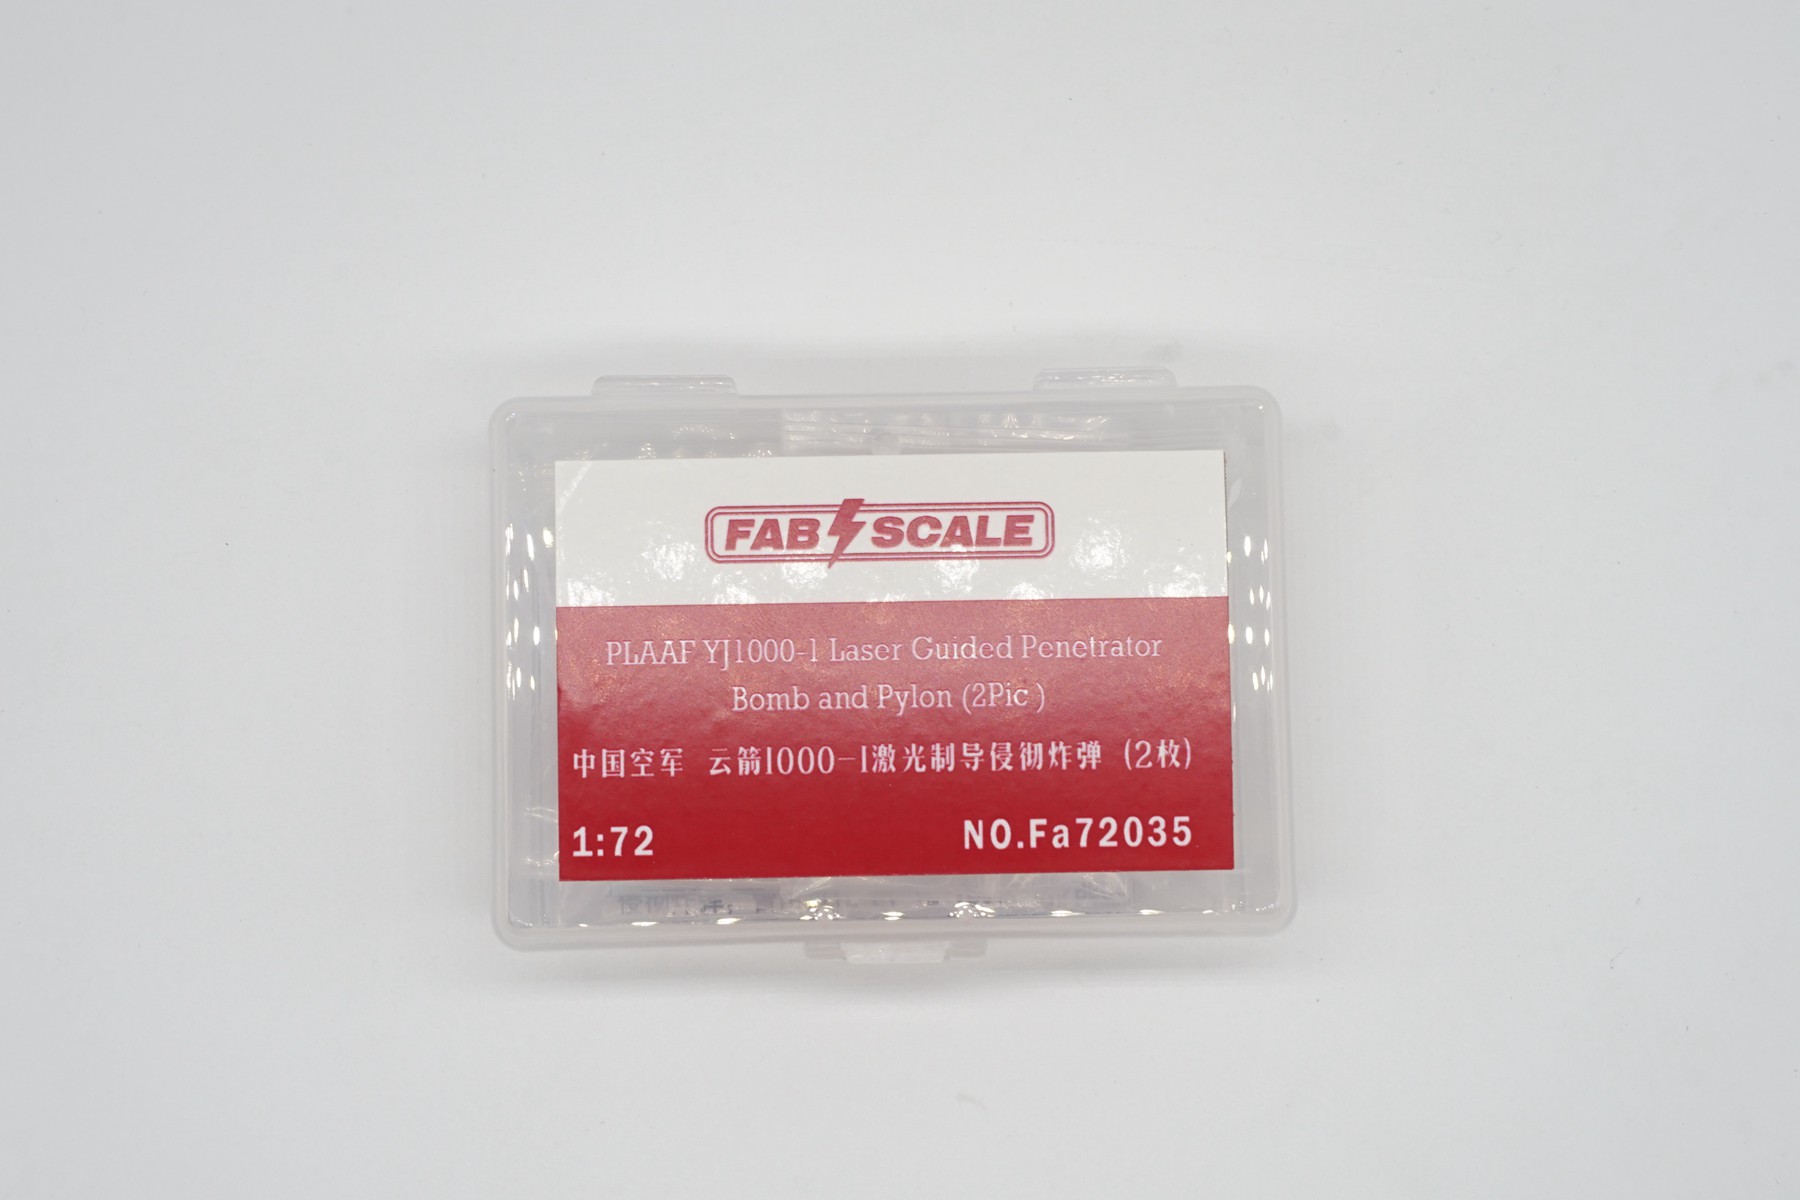 FAB SCALE
PLAAF YJ1000-1 Laser Guided Penetrator
Bomb and Pylon (2Pic )
中国空军 云箭1000-1激光制导侵彻炸弹 (2枚)
1:72
NO.Fa72035